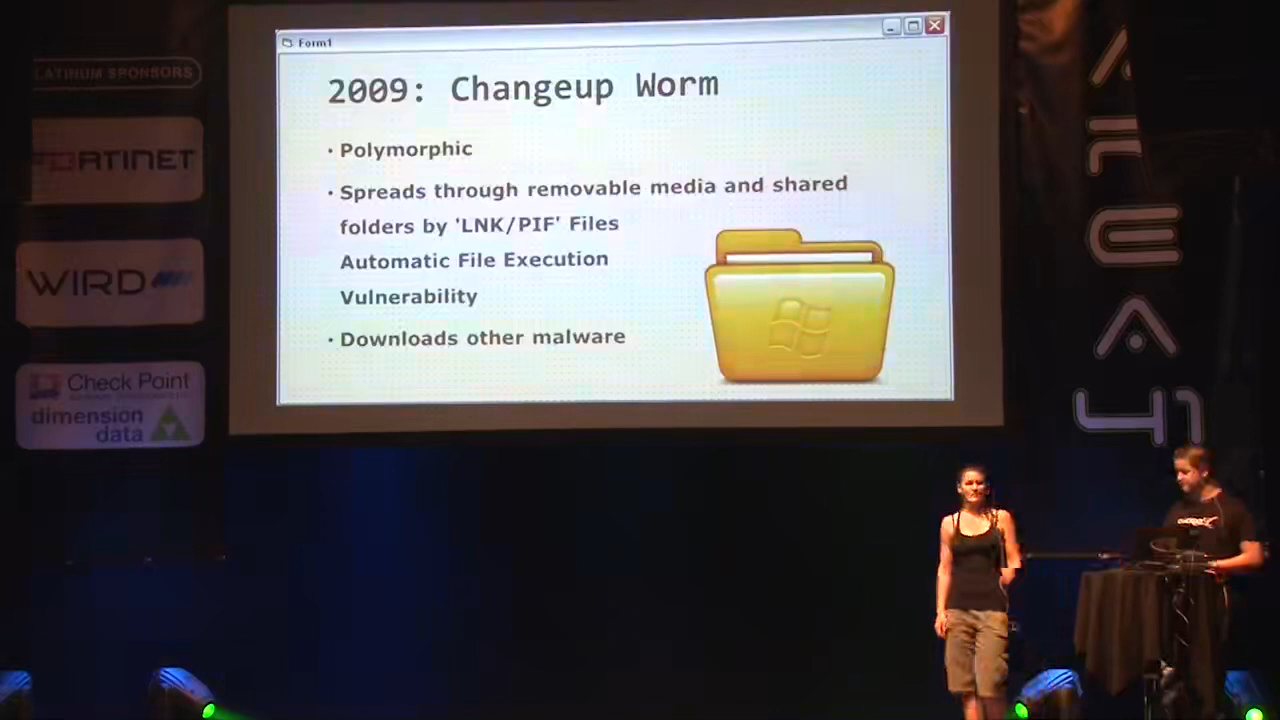 LATINUM SPONSORS
FORTINET
WIRD
Check Point
dimension
data
Form1
2009: Changeup Worm
· Polymorphic
· Spreads through removable media and shared
folders by 'LNK/PIF' Files
Automatic File Execution
Vulnerability
· Downloads other malware
AREA41